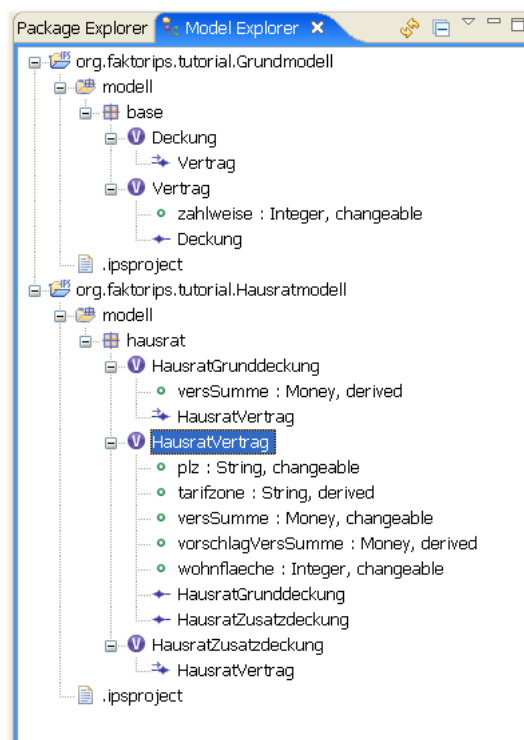 Package Explorer Model Explorer
org.faktorips.tutorial.Grundmodell
modell
base
Deckung
Vertrag
Vertrag
zahlweise : Integer, changeable
Deckung
.ipsproject
org.faktorips.tutorial.Hausratmodell
modell
hausrat
HausratGrunddeckung
versSumme : Money, derived
HausratVertrag
HausratVertrag
plz : String, changeable
tarifzone : String, derived
versSumme : Money, changeable
vorschlagVersSumme : Money, derived
wohnflaeche : Integer, changeable
HausratGrunddeckung
HausratZusatzdeckung
HausratZusatzdeckung
HausratVertrag
.ipsproject